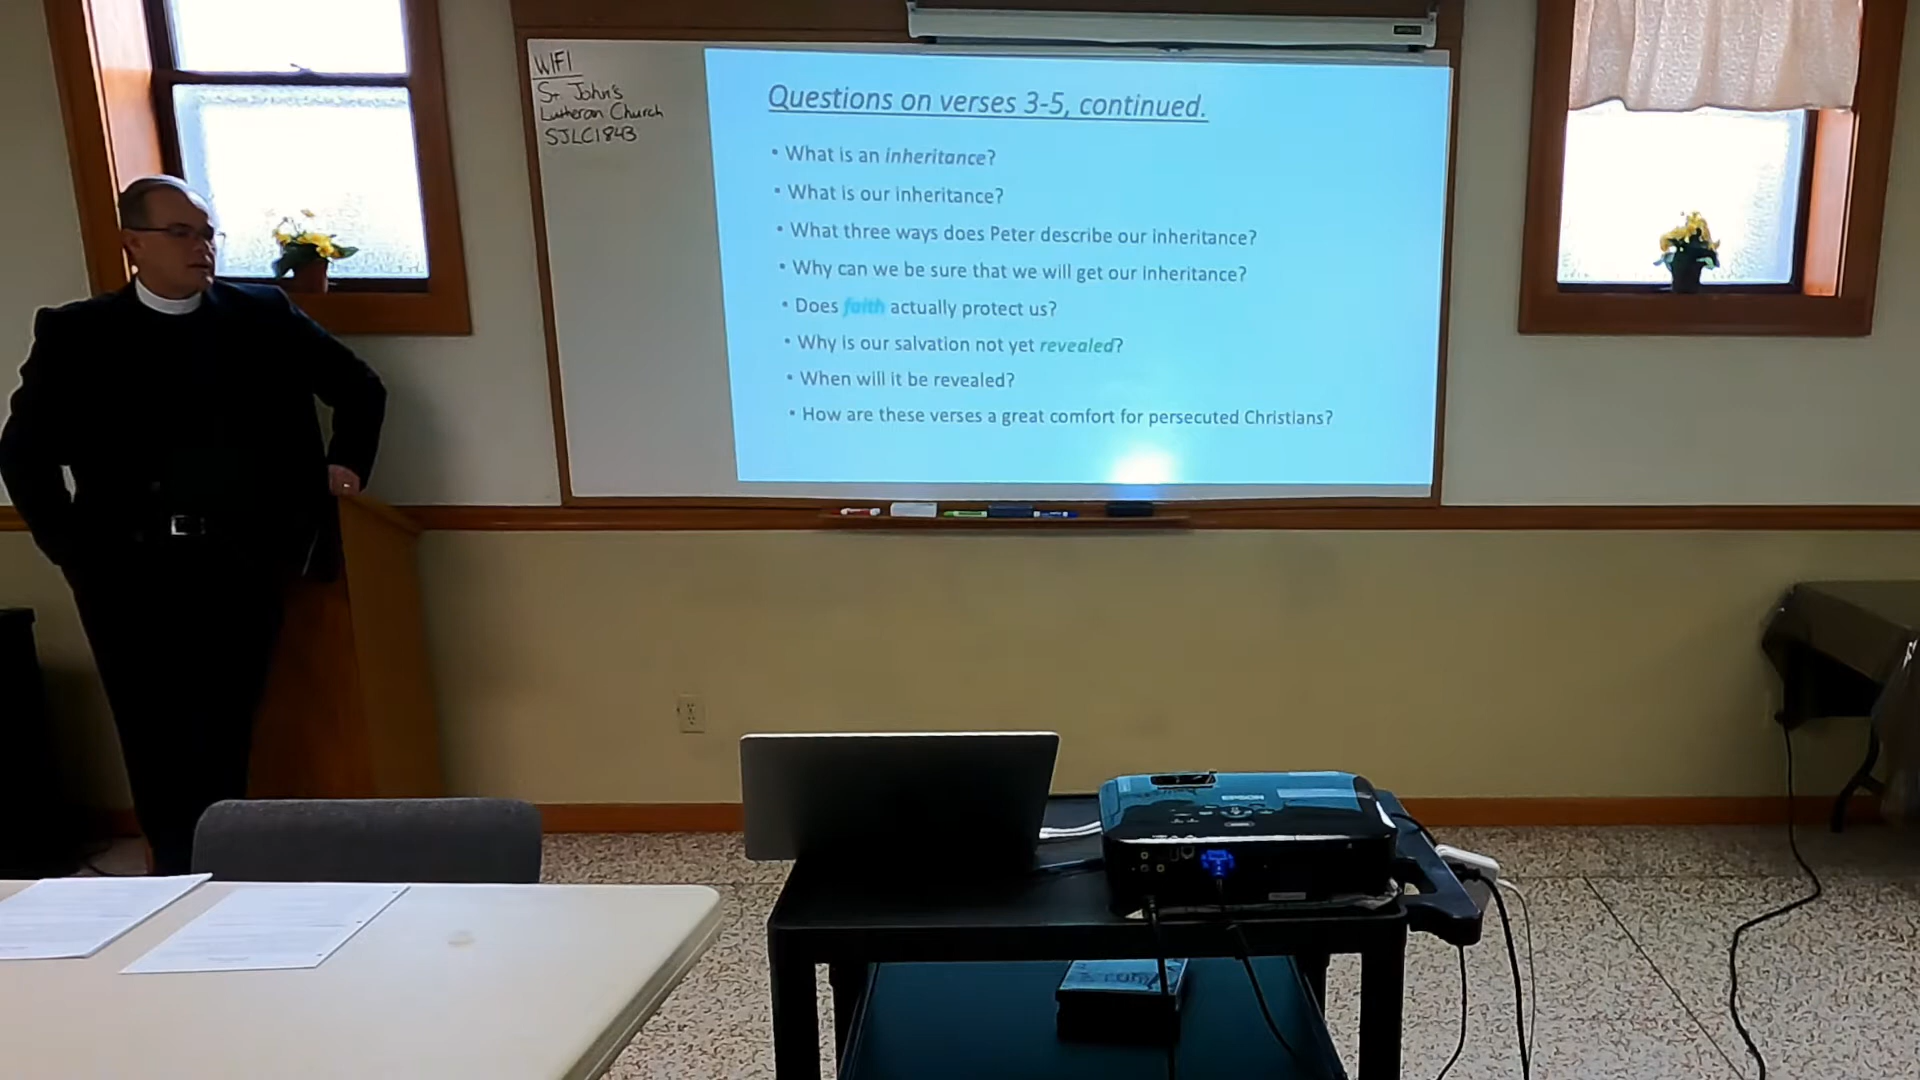 WIFI
St. John's
Lutheran Church
SJLC1843
Questions on verses 3-5, continued.
• What is an inheritance?
• What is our inheritance?
• What three ways does Peter describe our inheritance?
• Why can we be sure that we will get our inheritance?
• Does faith actually protect us?
• Why is our salvation not yet revealed?
• When will it be revealed?
• How are these verses a great comfort for persecuted Christians?
EPSON